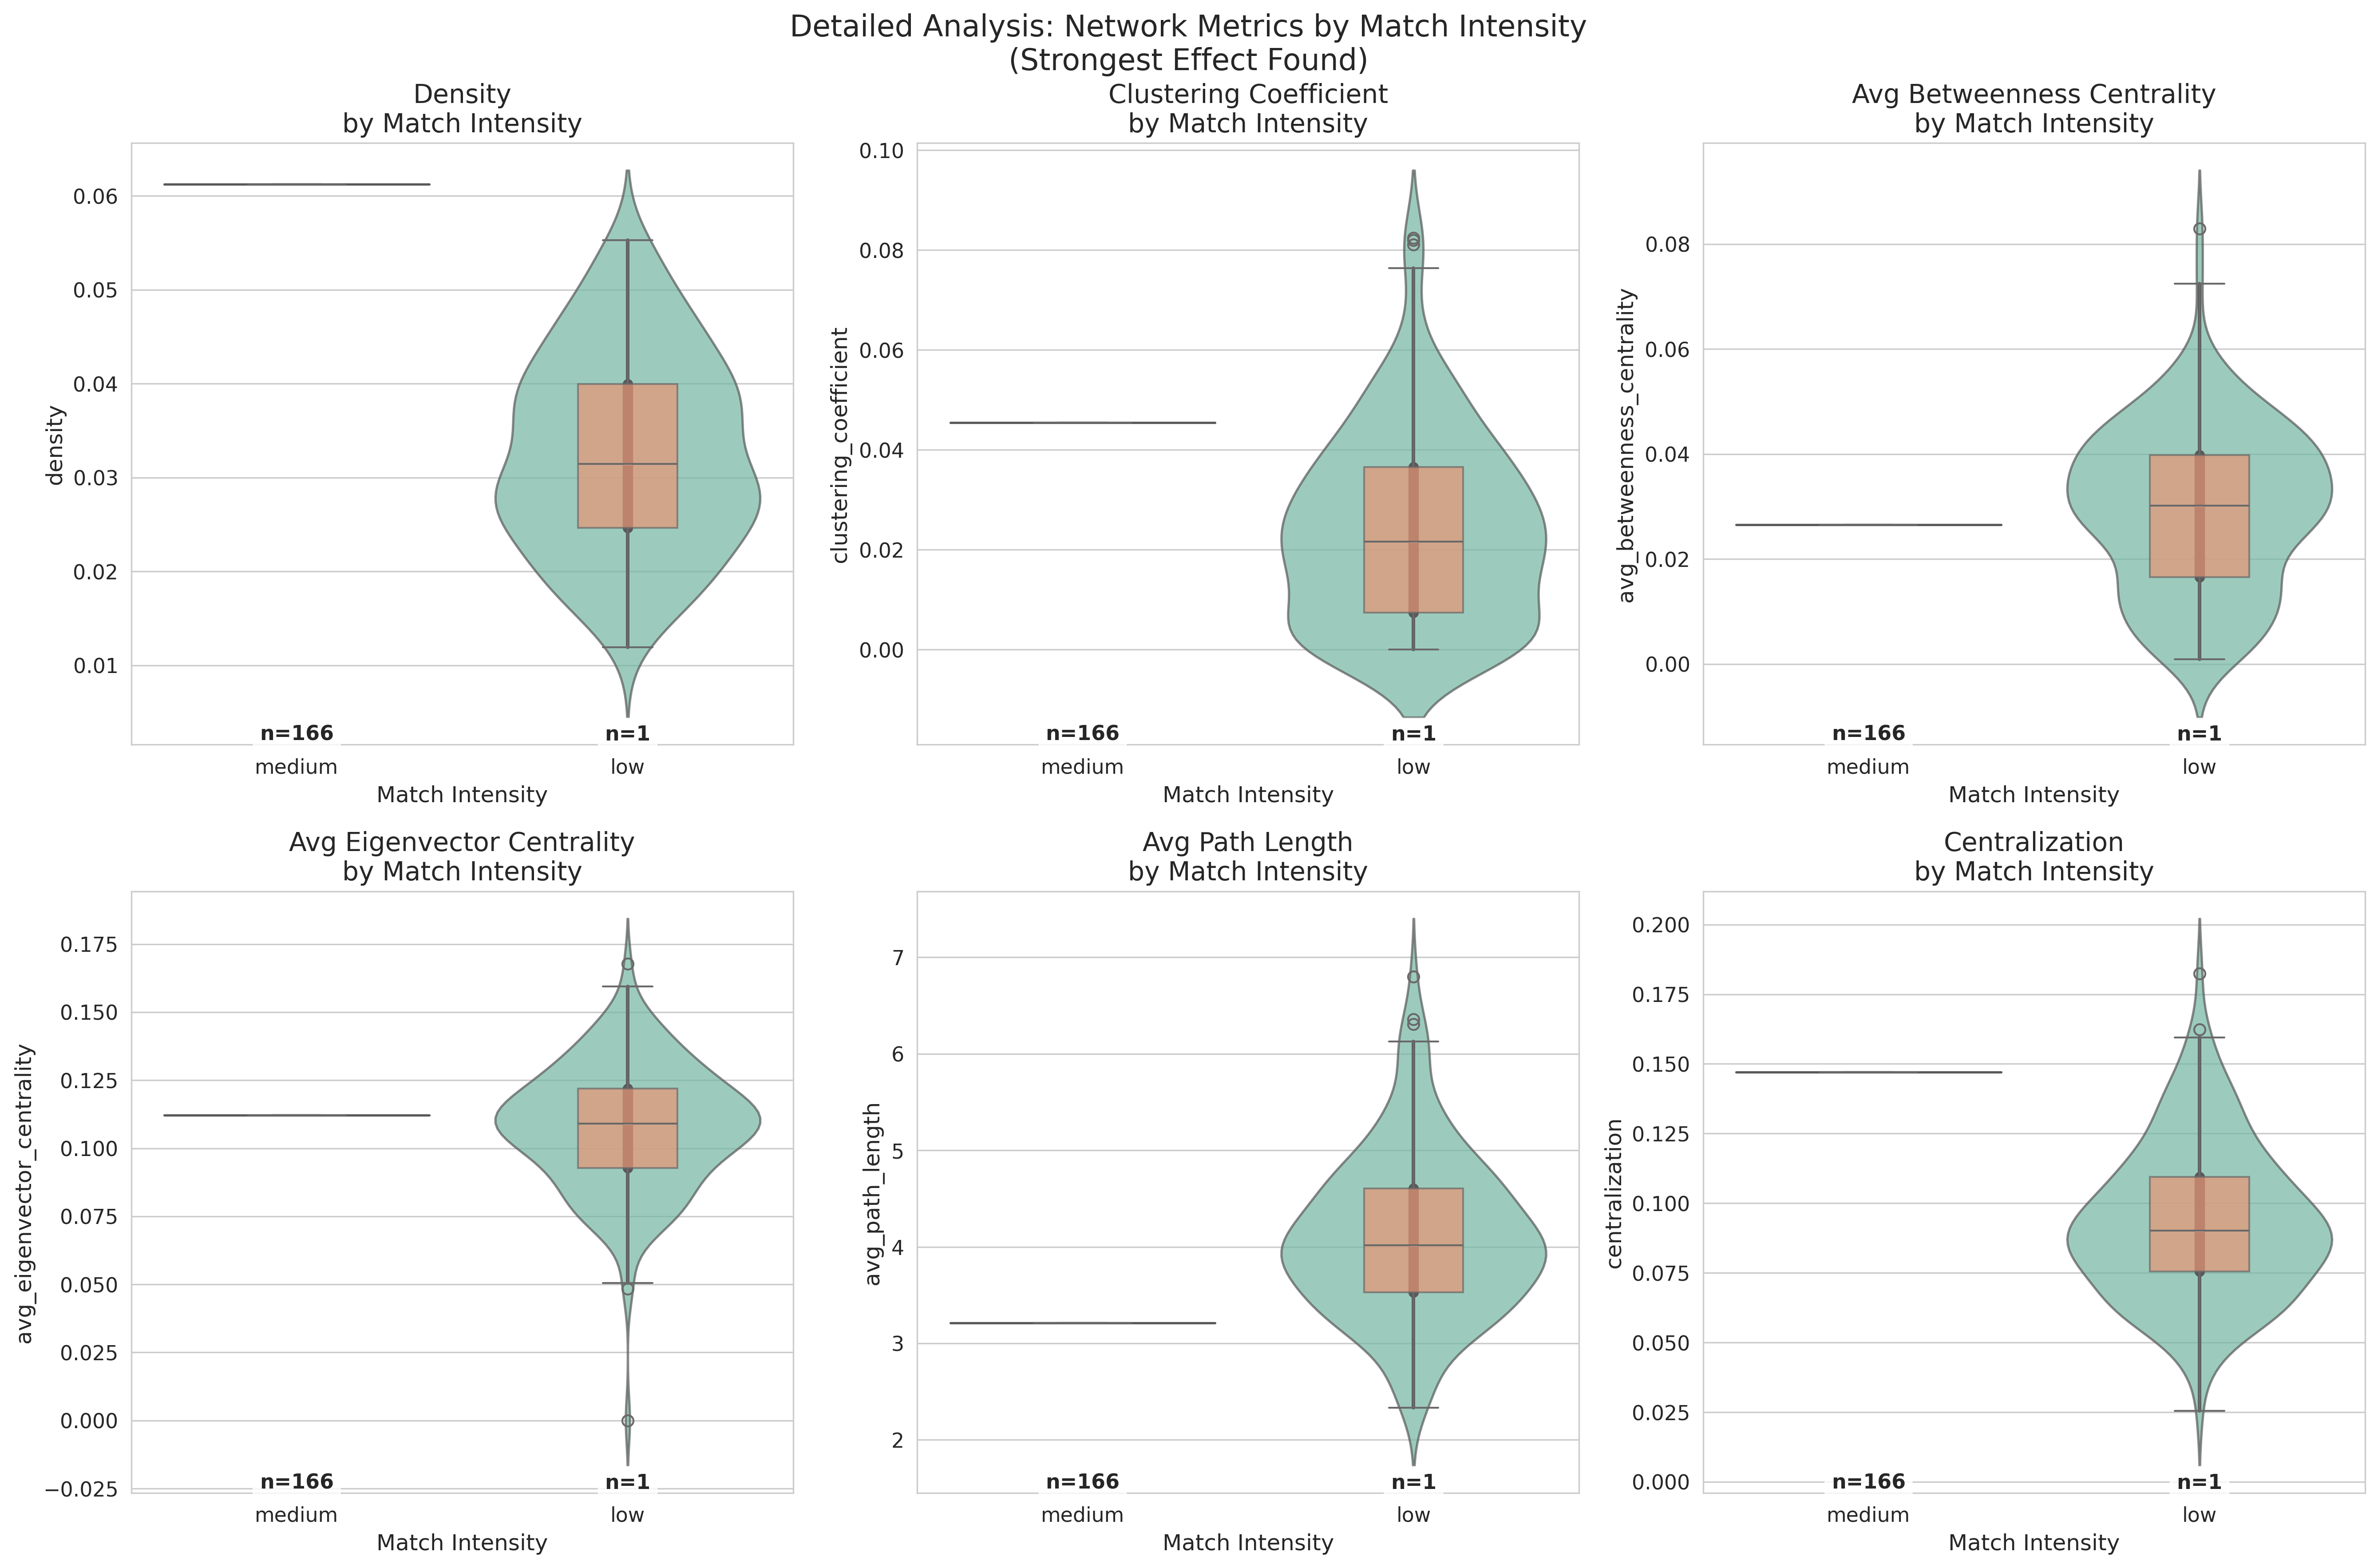 Detailed Analysis: Network Metrics by Match Intensity
(Strongest Effect Found)
Density
by Match Intensity
density
0.06
0.05
0.04
0.03
0.02
0.01
n=166
n=1
medium
low
Match Intensity
Clustering Coefficient
by Match Intensity
clustering_coefficient
0.10
0.08
0.06
0.04
0.02
0.00
n=166
n=1
medium
low
Match Intensity
Avg Betweenness Centrality
by Match Intensity
avg_betweenness_centrality
0.08
0.06
0.04
0.02
0.00
n=166
n=1
medium
low
Match Intensity
Avg Eigenvector Centrality
by Match Intensity
avg_eigenvector_centrality
0.175
0.150
0.125
0.100
0.075
0.050
0.025
0.000
−0.025
n=166
n=1
medium
low
Match Intensity
Avg Path Length
by Match Intensity
avg_path_length
7
6
5
4
3
2
n=166
n=1
medium
low
Match Intensity
Centralization
by Match Intensity
centralization
0.200
0.175
0.150
0.125
0.100
0.075
0.050
0.025
0.000
n=166
n=1
medium
low
Match Intensity